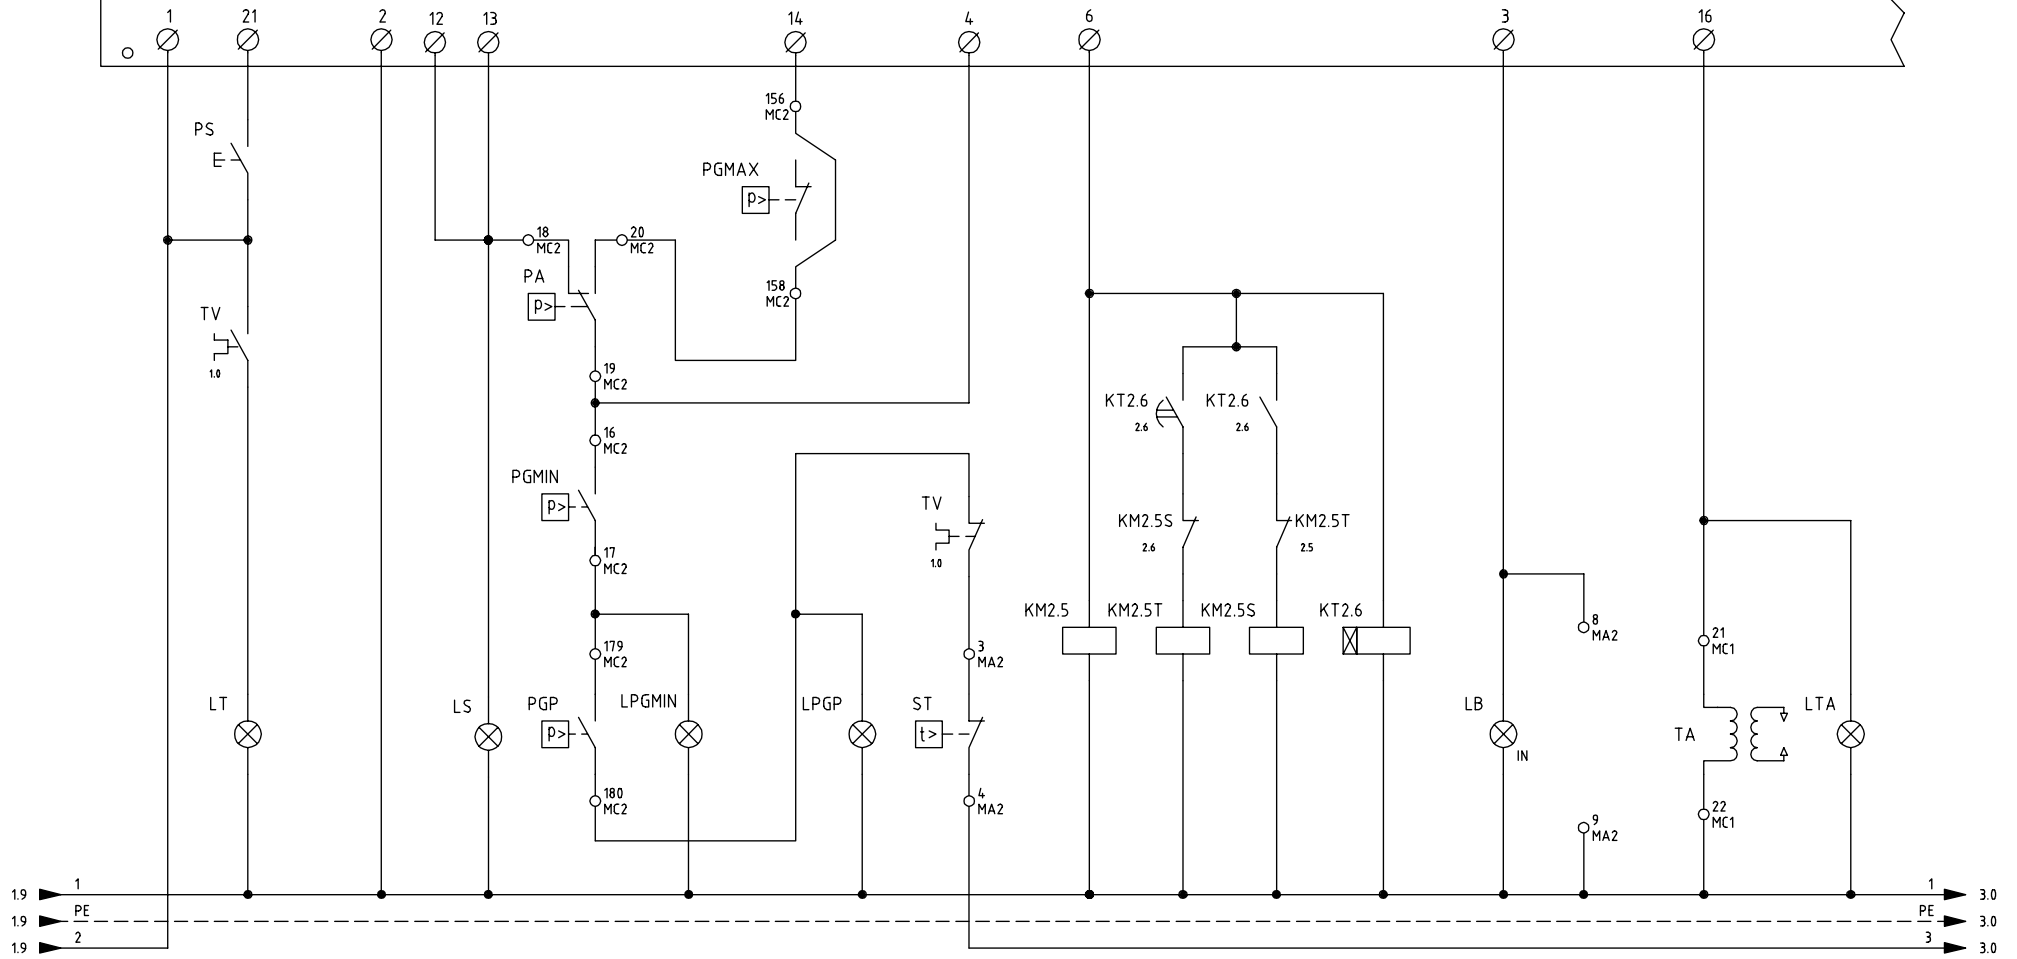 1 21 2 12 13 14 4 6 3 16
156
MC2
PS
PGMAX
p>
18
MC2
20
MC2
PA
p>
158
MC2
TV
1.0
19
MC2
KT2.6
2.6
KT2.6
2.6
16
MC2
PGMIN
p>
TV
1.0
KM2.5S
2.6
KM2.5T
2.5
17
MC2
KM2.5 KM2.5T KM2.5S KT2.6
8
MA2
21
MC1
179
MC2
3
MA2
LT
LS
PGP
p>
LPGMIN
LPGP
ST
t>
LB
IN
TA
LTA
180
MC2
4
MA2
9
MA2
22
MC1
1.9 1 1 3.0
1.9 PE PE 3.0
1.9 2 3 3.0